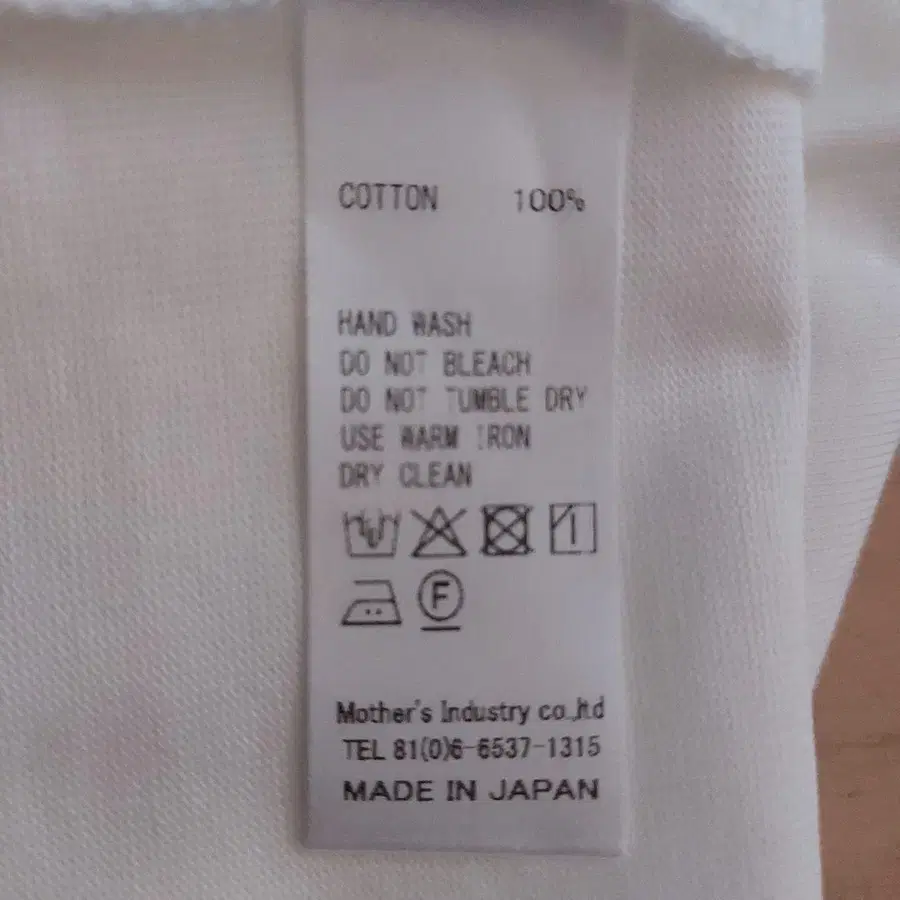 COTTON 100%
HAND WASH
DO NOT BLEACH
DO NOT TUMBLE DRY
USE WARM IRON
DRY CLEAN
F
Mother's Industry co.,ltd
TEL 81(0)6-6537-1315
MADE IN JAPAN